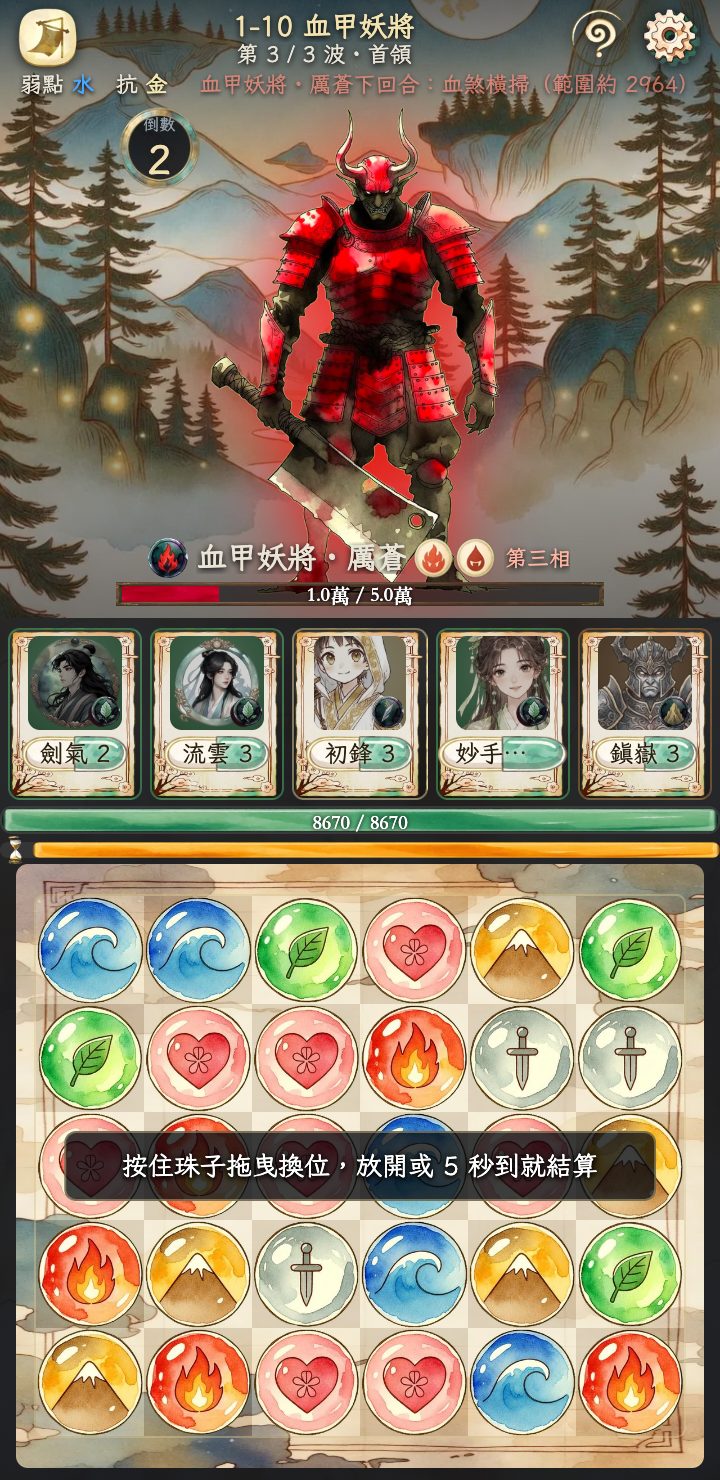 1-10 血甲妖將
第 3 / 3 波・首領
弱點 水 抗 金
血甲妖將・厲蒼下回合：血煞橫掃（範圍約 2964）
倒數
2
血甲妖將・厲蒼
第三相
1.0萬 / 5.0萬
劍氣 2
流雲 3
初鋒 3
妙手…
鎮嶽 3
8670 / 8670
按住珠子拖曳換位，放開或 5 秒到就結算